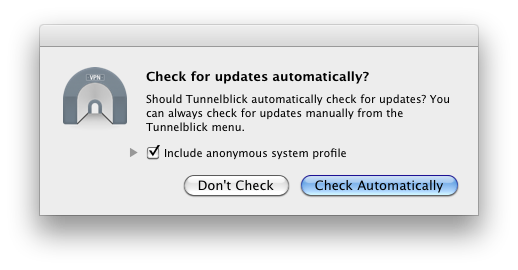 VPN
Check for updates automatically?
Should Tunnelblick automatically check for updates? You
can always check for updates manually from the
Tunnelblick menu.
Include anonymous system profile
Don't Check
Check Automatically